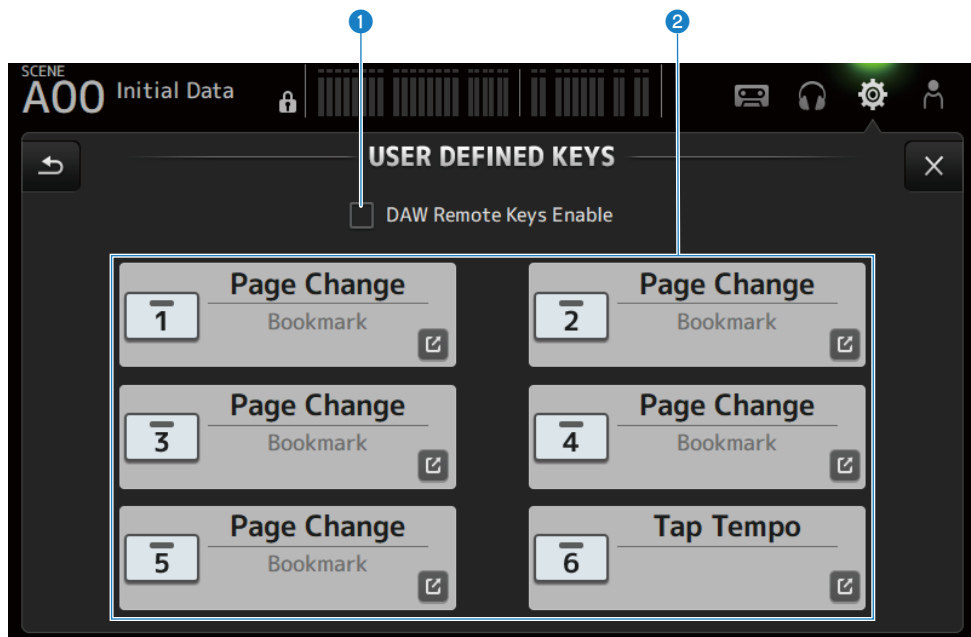 1 2
SCENE
A00 Initial Data
USER DEFINED KEYS
DAW Remote Keys Enable
Page Change
1 Bookmark
Page Change
2 Bookmark
Page Change
3 Bookmark
Page Change
4 Bookmark
Page Change
5 Bookmark
Tap Tempo
6